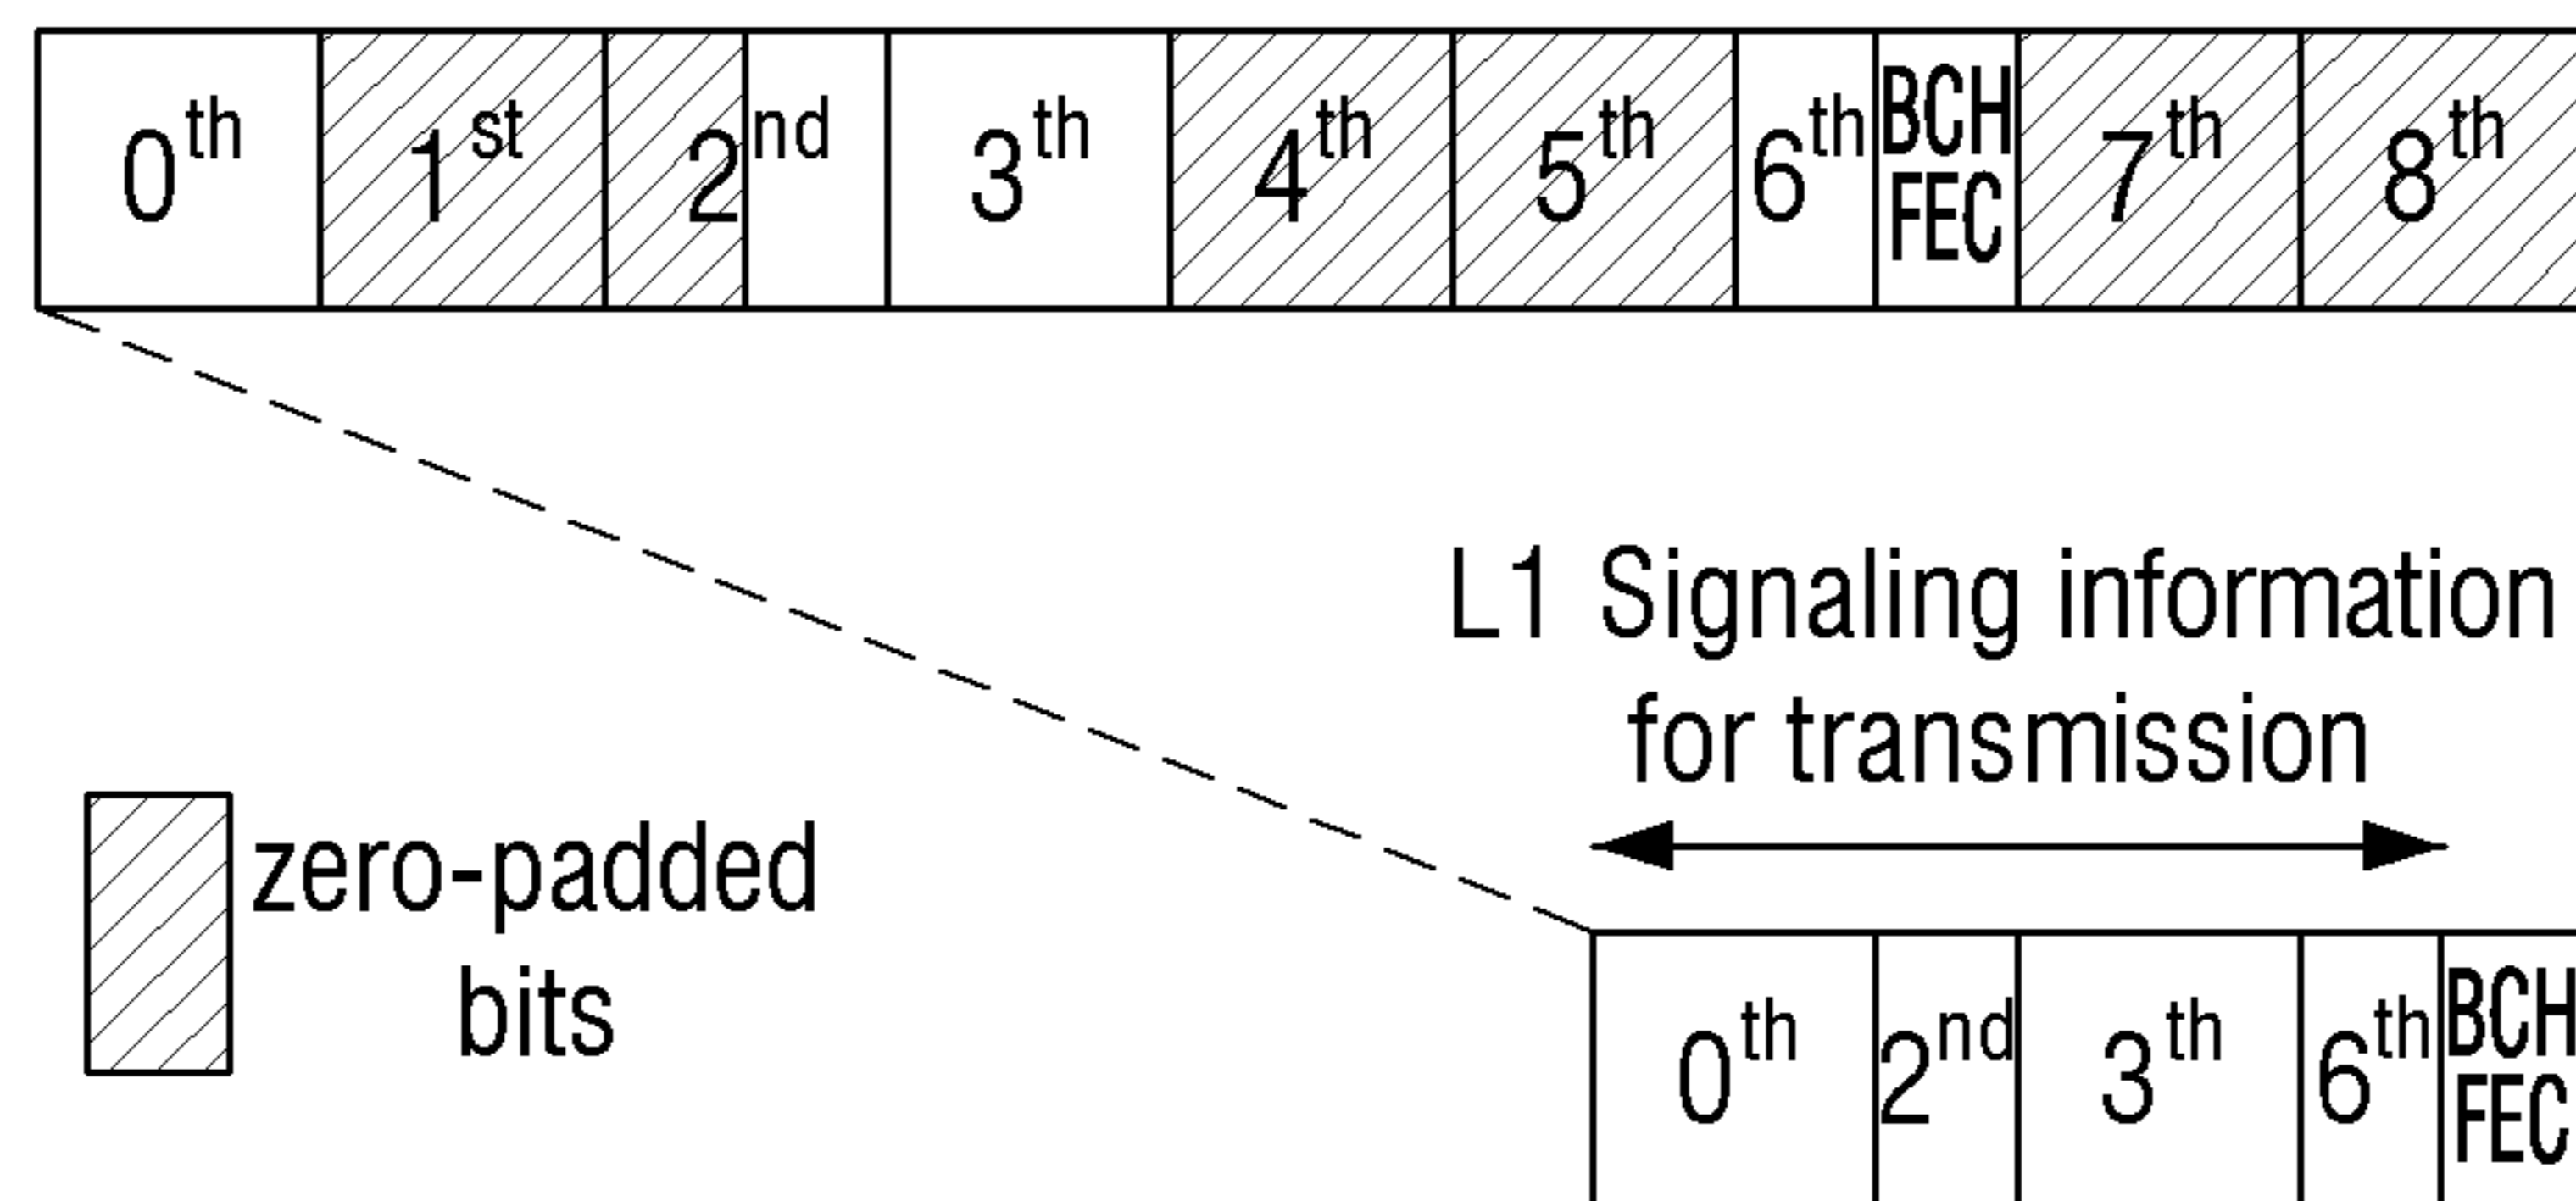 0th 1st 2nd 3th 4th 5th 6th BCH FEC 7th 8th
L1 Signaling information
for transmission
zero-padded
bits
0th 2nd 3th 6th BCH FEC